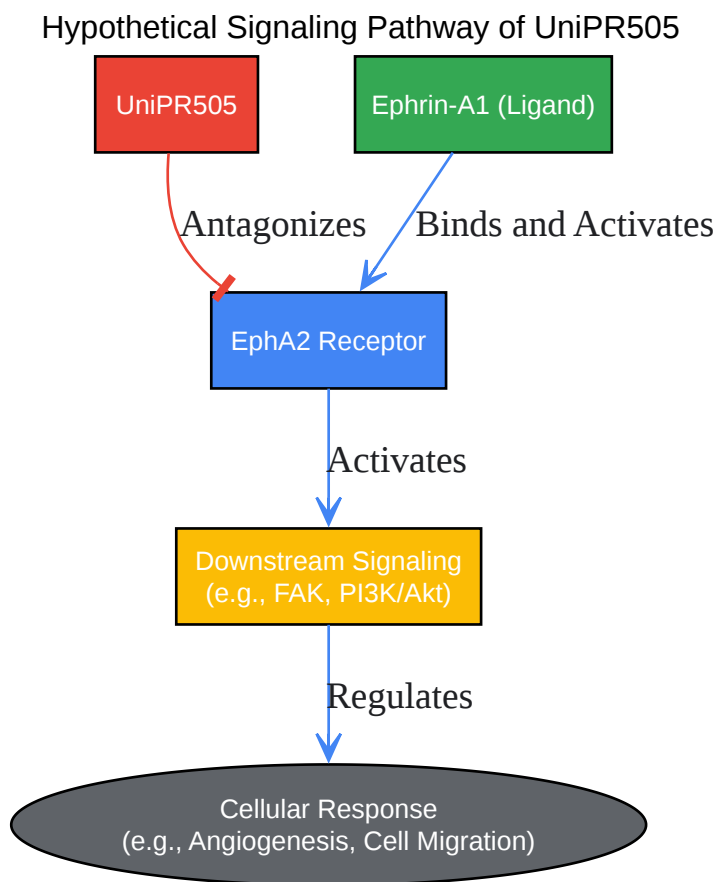 Hypothetical Signaling Pathway of UniPR505
UniPR505
Ephrin-A1 (Ligand)
Antagonizes
Binds and Activates
EphA2 Receptor
Activates
Downstream Signaling
(e.g., FAK, PI3K/Akt)
Regulates
Cellular Response
(e.g., Angiogenesis, Cell Migration)